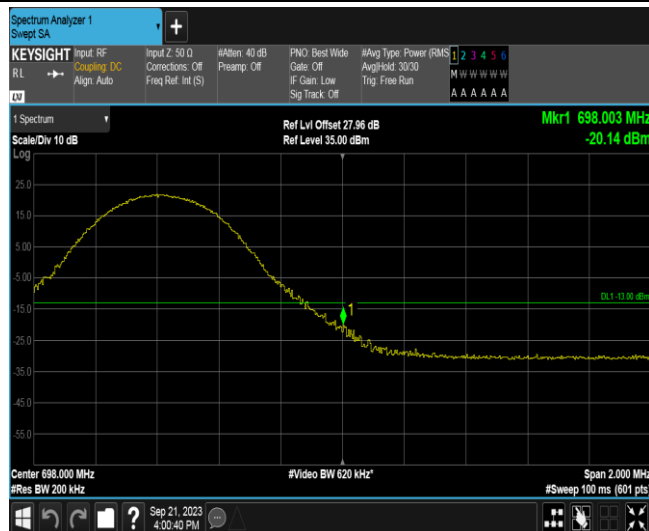 Spectrum Analyzer 1
Swept SA
KEYSIGHT
RL
LXI
Input: RF
Coupling: DC
Align: Auto
Input Z: 50 Ω
Corrections: Off
Freq Ref: Int (S)
#Atten: 40 dB
Preamp: Off
PNO: Best Wide
Gate: Off
IF Gain: Low
Sig Track: Off
#Avg Type: Power (RMS
Avg|Hold: 30/30
Trig: Free Run
1 2 3 4 5 6
M W W W W W
A A A A A A
1 Spectrum
Scale/Div 10 dB
Log
Ref Lvl Offset 27.96 dB
Ref Level 35.00 dBm
Mkr1 698.003 MHz
-20.14 dBm
25.0
15.0
5.00
-5.00
-15.0
-25.0
-35.0
-45.0
-55.0
DL1 -13.00 dBm
1
Center 698.000 MHz
#Res BW 200 kHz
#Video BW 620 kHz*
Span 2.000 MHz
#Sweep 100 ms (601 pts)
?
Sep 21, 2023
4:00:40 PM